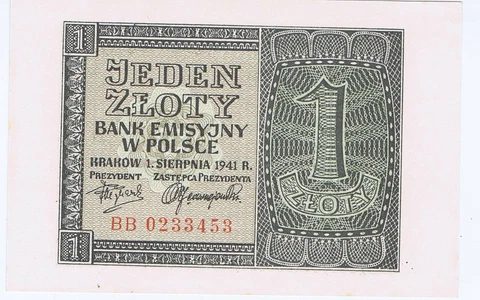 1
JEDEN
ZŁOTY
BANK EMISYJNY
W POLSCE
KRAKÓW 1. SIERPNIA 1941 R.
PREZYDENT ZASTĘPCA PREZYDENTA
BB 0233453
1
1
ZŁOTY